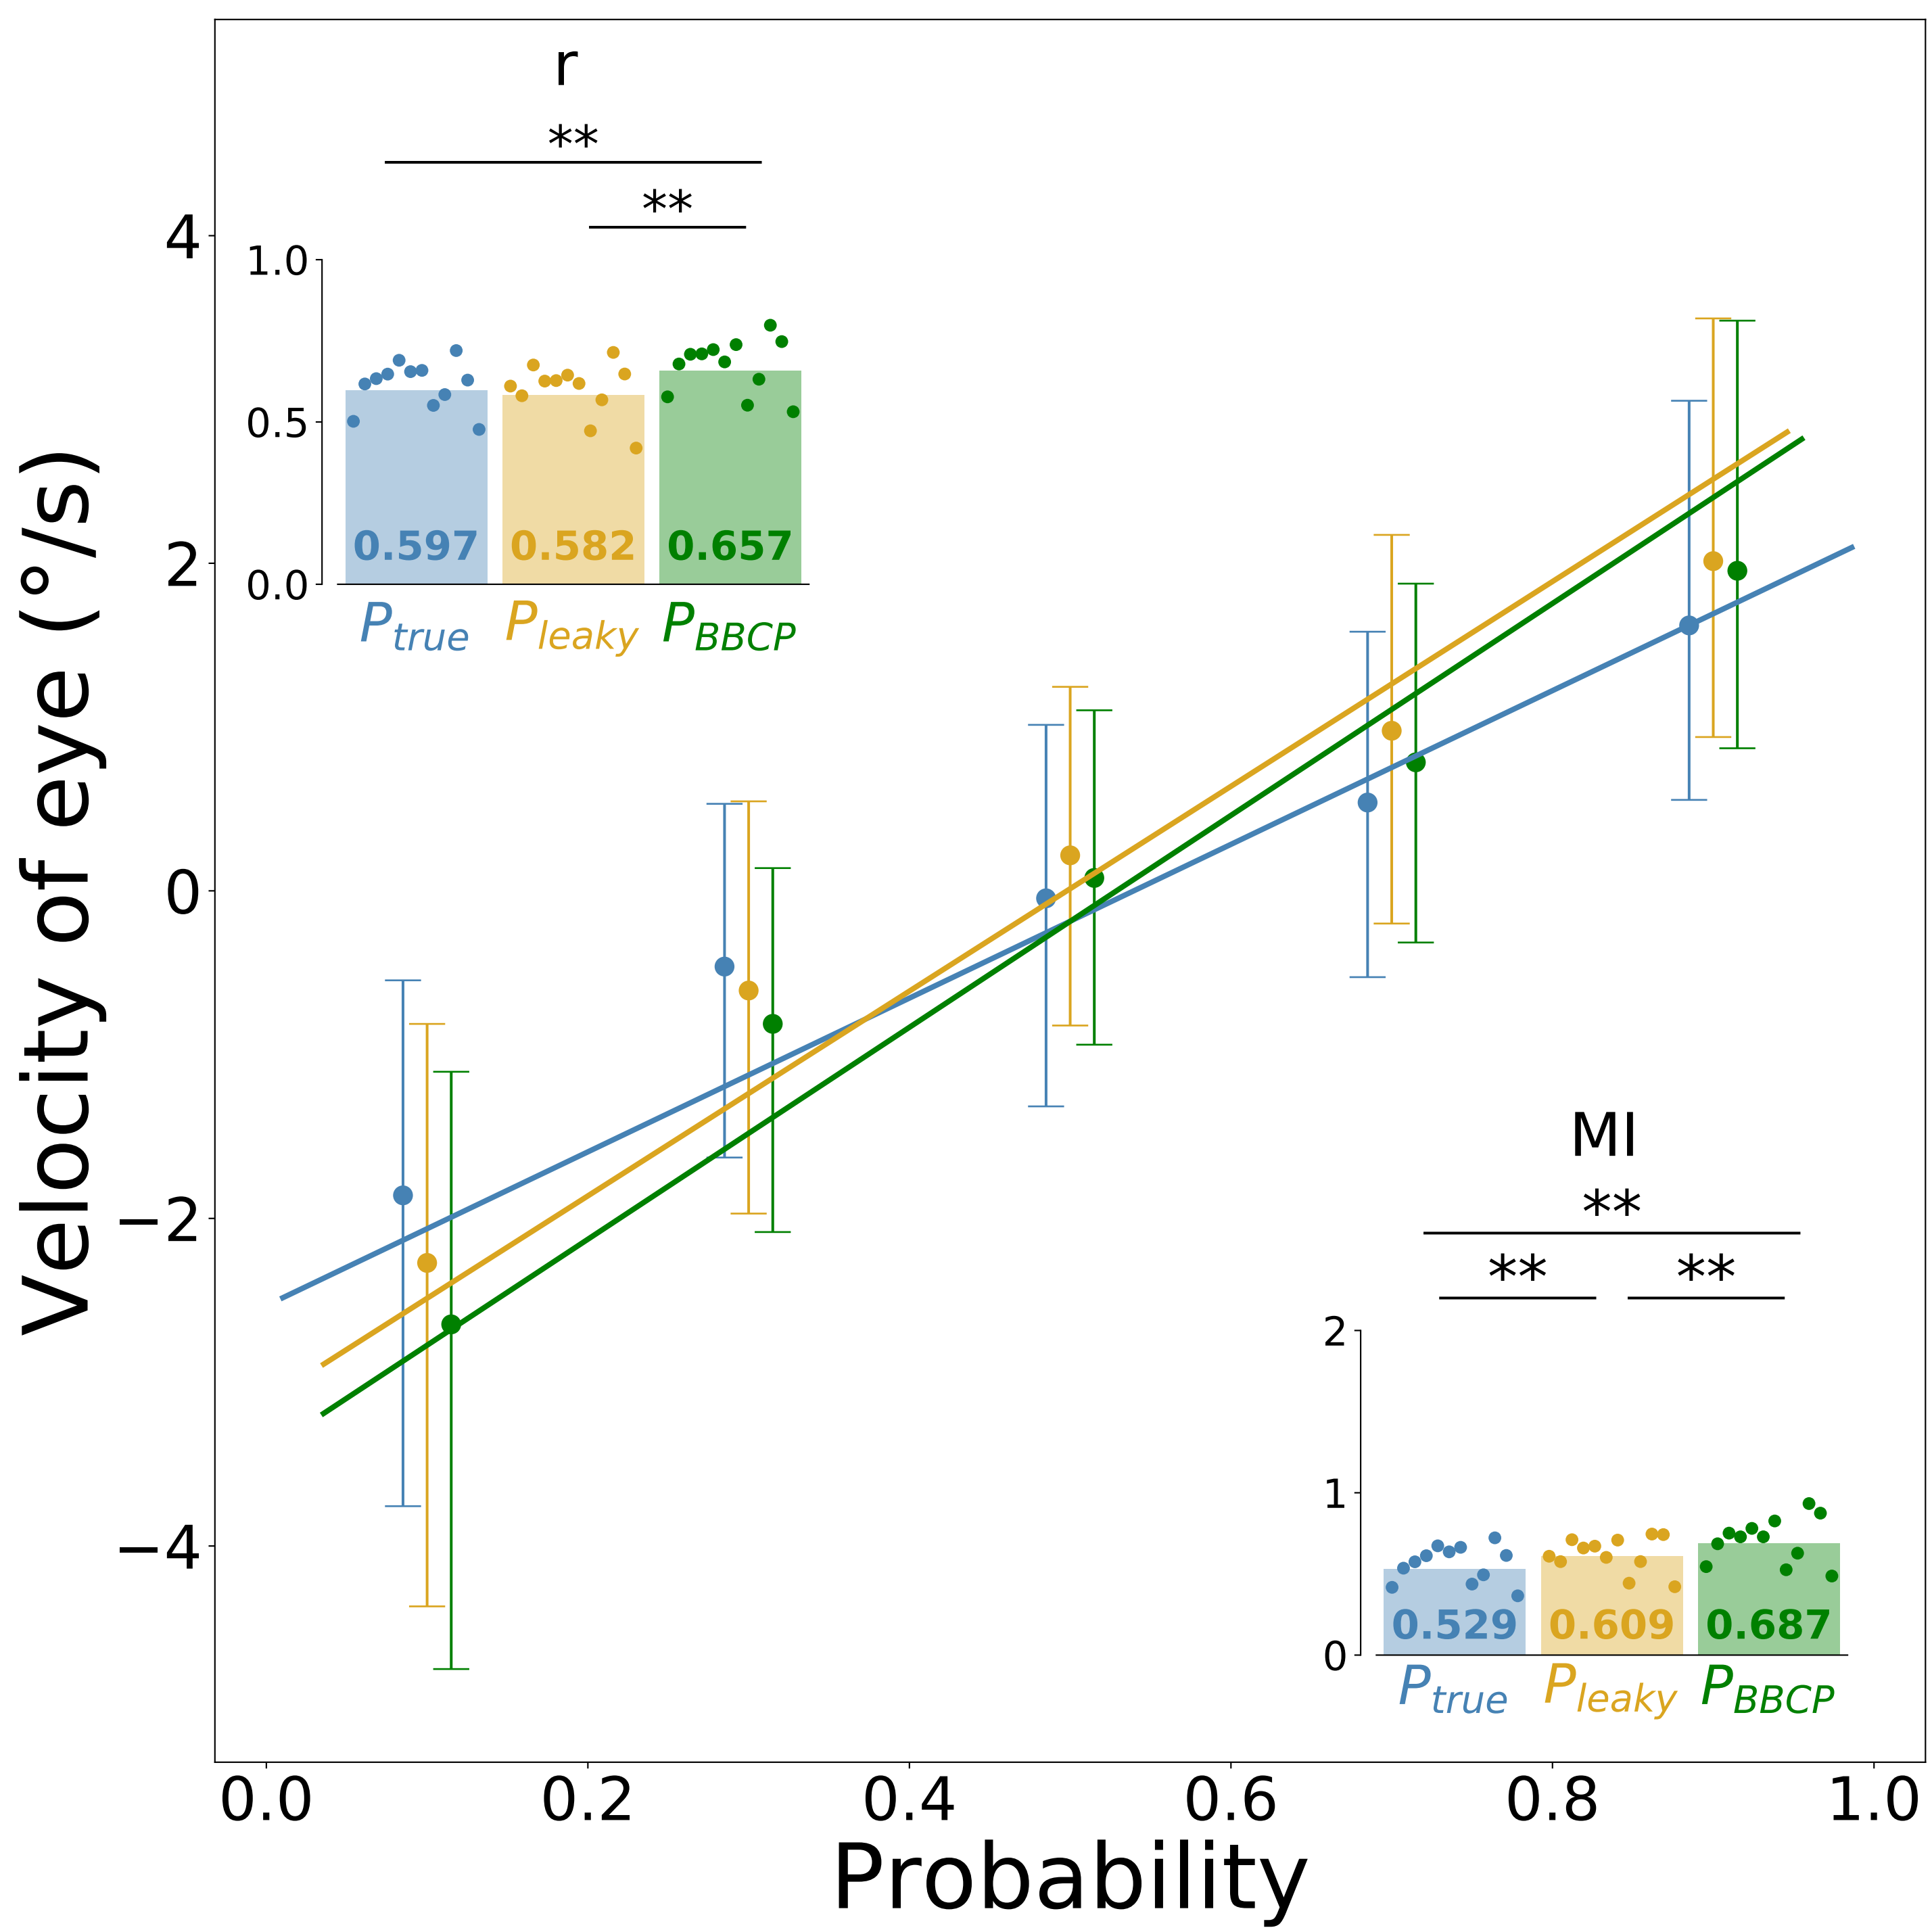 r
**
**
1.0
0.5
0.0
0.597 0.582 0.657
P_true P_leaky P_BBCP
4
2
0
−2
−4
Velocity of eye (°/s)
MI
**
** **
2
1
0
0.529 0.609 0.687
P_true P_leaky P_BBCP
0.0 0.2 0.4 0.6 0.8 1.0
Probability